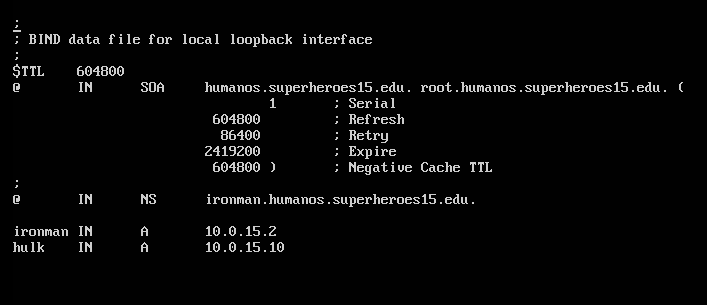 ;
; BIND data file for local loopback interface
;
$TTL    604800
@       IN      SOA     humanos.superheroes15.edu. root.humanos.superheroes15.edu. (
                              1         ; Serial
                         604800         ; Refresh
                          86400         ; Retry
                        2419200         ; Expire
                         604800 )       ; Negative Cache TTL
;
@       IN      NS      ironman.humanos.superheroes15.edu.
ironman IN      A       10.0.15.2
hulk    IN      A       10.0.15.10